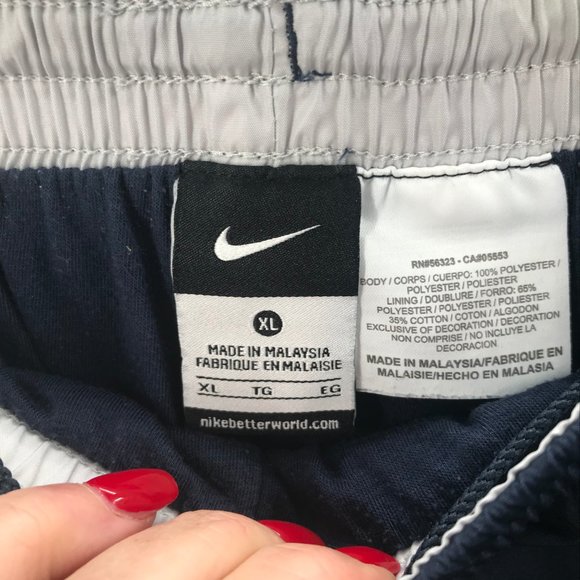 XL
MADE IN MALAYSIA
FABRIQUE EN MALAISIE
XL TG EG
nikebetterworld.com
RN#56323 - CA#05553
BODY / CORPS / CUERPO: 100% POLYESTER /
POLYESTER / POLIESTER
LINING / DOUBLURE / FORRO: 65%
POLYESTER / POLYESTER / POLIESTER
35% COTTON / COTON / ALGODON
EXCLUSIVE OF DECORATION / DECORATION
NON COMPRISE / NO INCLUYE LA
DECORACION
MADE IN MALAYSIA/FABRIQUE EN
MALAISIE/HECHO EN MALASIA